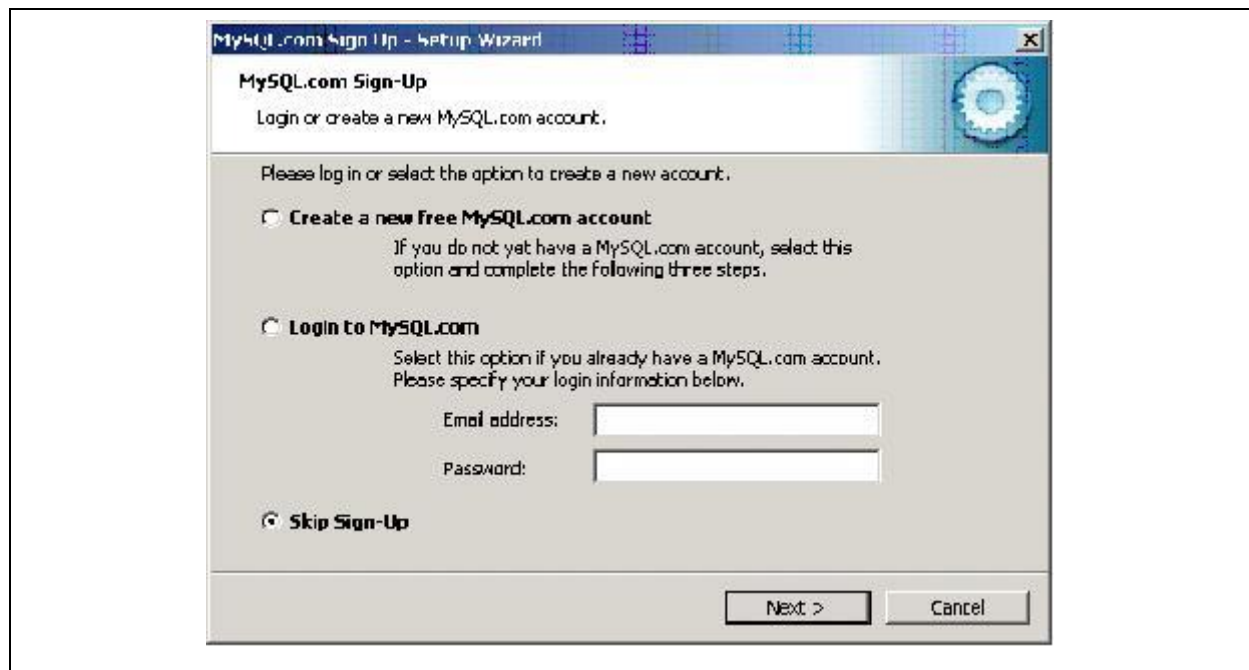 MySQL.com Sign Up - Setup Wizard
MySQL.com Sign-Up
Login or create a new MySQL.com account.
Please log in or select the option to create a new account.
Create a new free MySQL.com account
If you do not yet have a MySQL.com account, select this
option and complete the following three steps.
Login to MySQL.com
Select this option if you already have a MySQL.com account.
Please specify your login information below.
Email address:
Password:
Skip Sign-Up
Next >
Cancel